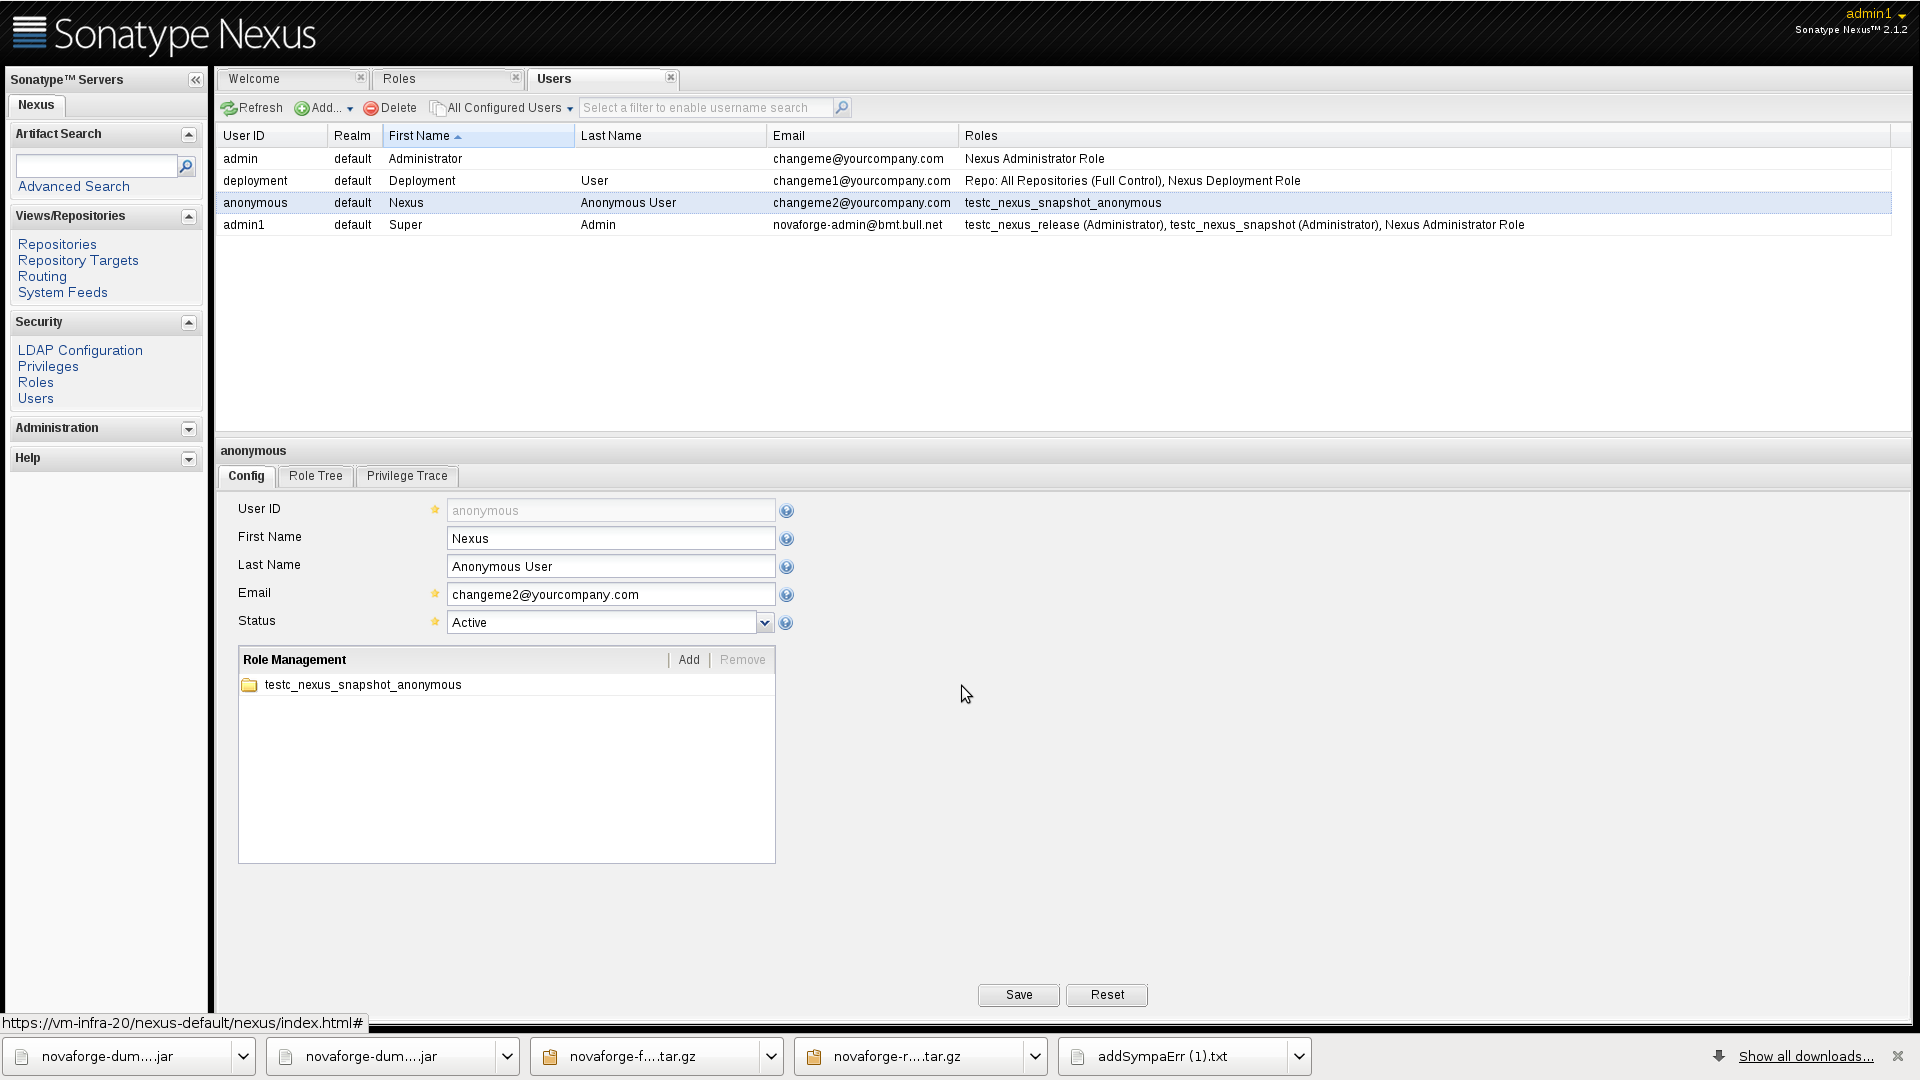 Sonatype Nexus
admin1
Sonatype Nexus™ 2.1.2
Sonatype™ Servers
Nexus
Artifact Search
Advanced Search
Views/Repositories
Repositories
Repository Targets
Routing
System Feeds
Security
LDAP Configuration
Privileges
Roles
Users
Administration
Help
Welcome Roles Users
Refresh Add... Delete All Configured Users Select a filter to enable username search
User ID Realm First Name Last Name Email Roles
admin default Administrator changeme@yourcompany.com Nexus Administrator Role
deployment default Deployment User changeme1@yourcompany.com Repo: All Repositories (Full Control), Nexus Deployment Role
anonymous default Nexus Anonymous User changeme2@yourcompany.com testc_nexus_snapshot_anonymous
admin1 default Super Admin novaforge-admin@bmt.bull.net testc_nexus_release (Administrator), testc_nexus_snapshot (Administrator), Nexus Administrator Role
anonymous
Config Role Tree Privilege Trace
User ID anonymous
First Name Nexus
Last Name Anonymous User
Email changeme2@yourcompany.com
Status Active
Role Management Add Remove
testc_nexus_snapshot_anonymous
Save Reset
https://vm-infra-20/nexus-default/nexus/index.html#
novaforge-dum....jar novaforge-dum....jar novaforge-f....tar.gz novaforge-r....tar.gz addSympaErr (1).txt Show all downloads...